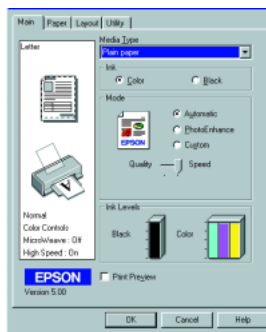 Main Paper Layout Utility
Letter
Media Type
Plain paper
Ink
Color Black
Mode
Automatic
PhotoEnhance
Custom
EPSON
Quality Speed
Normal
Color Controls
MicroWeave : Off
High Speed : On
Ink Levels
Black Color
EPSON
Version 5.00
Print Preview
OK Cancel Help